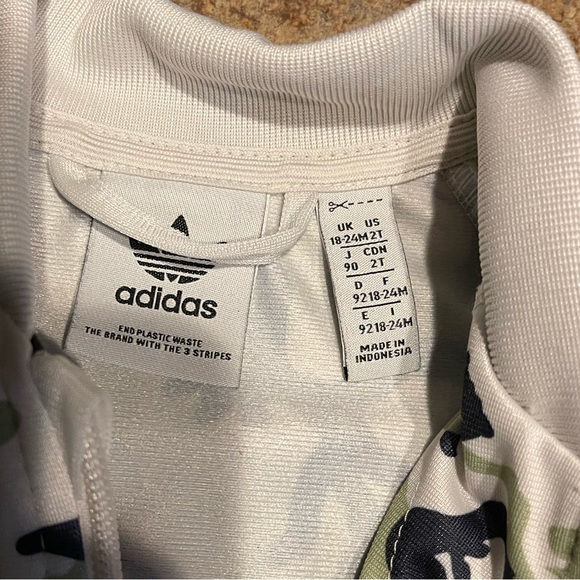 adidas
END PLASTIC WASTE
THE BRAND WITH THE 3 STRIPES
UK US
18-24M 2T
J CDN
90 2T
D F
92 18-24M
E I
92 18-24M
MADE IN
INDONESIA